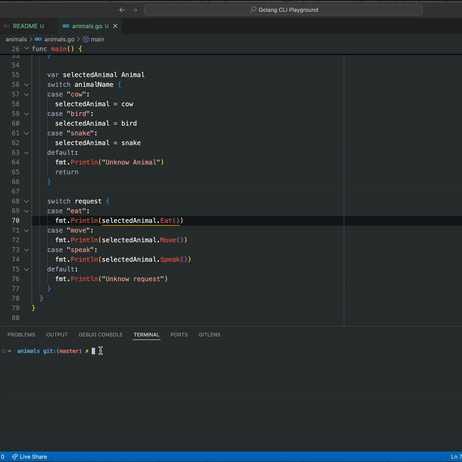 Golang CLI Playground
README U
animals.go U
animals > animals.go > main
26 func main() {
53 }
54
55 var selectedAnimal Animal
56 switch animalName {
57 case "cow":
58 selectedAnimal = cow
59 case "bird":
60 selectedAnimal = bird
61 case "snake":
62 selectedAnimal = snake
63 default:
64 fmt.Println("Unknow Animal")
65 return
66 }
67
68 switch request {
69 case "eat":
70 fmt.Println(selectedAnimal.Eat())
71 case "move":
72 fmt.Println(selectedAnimal.Move())
73 case "speak":
74 fmt.Println(selectedAnimal.Speak())
75 default:
76 fmt.Println("Unknow request")
77 }
78 }
79 }
80
PROBLEMS OUTPUT DEBUG CONSOLE TERMINAL PORTS GITLENS
animals git:(master) ✗
0 Live Share Ln 7